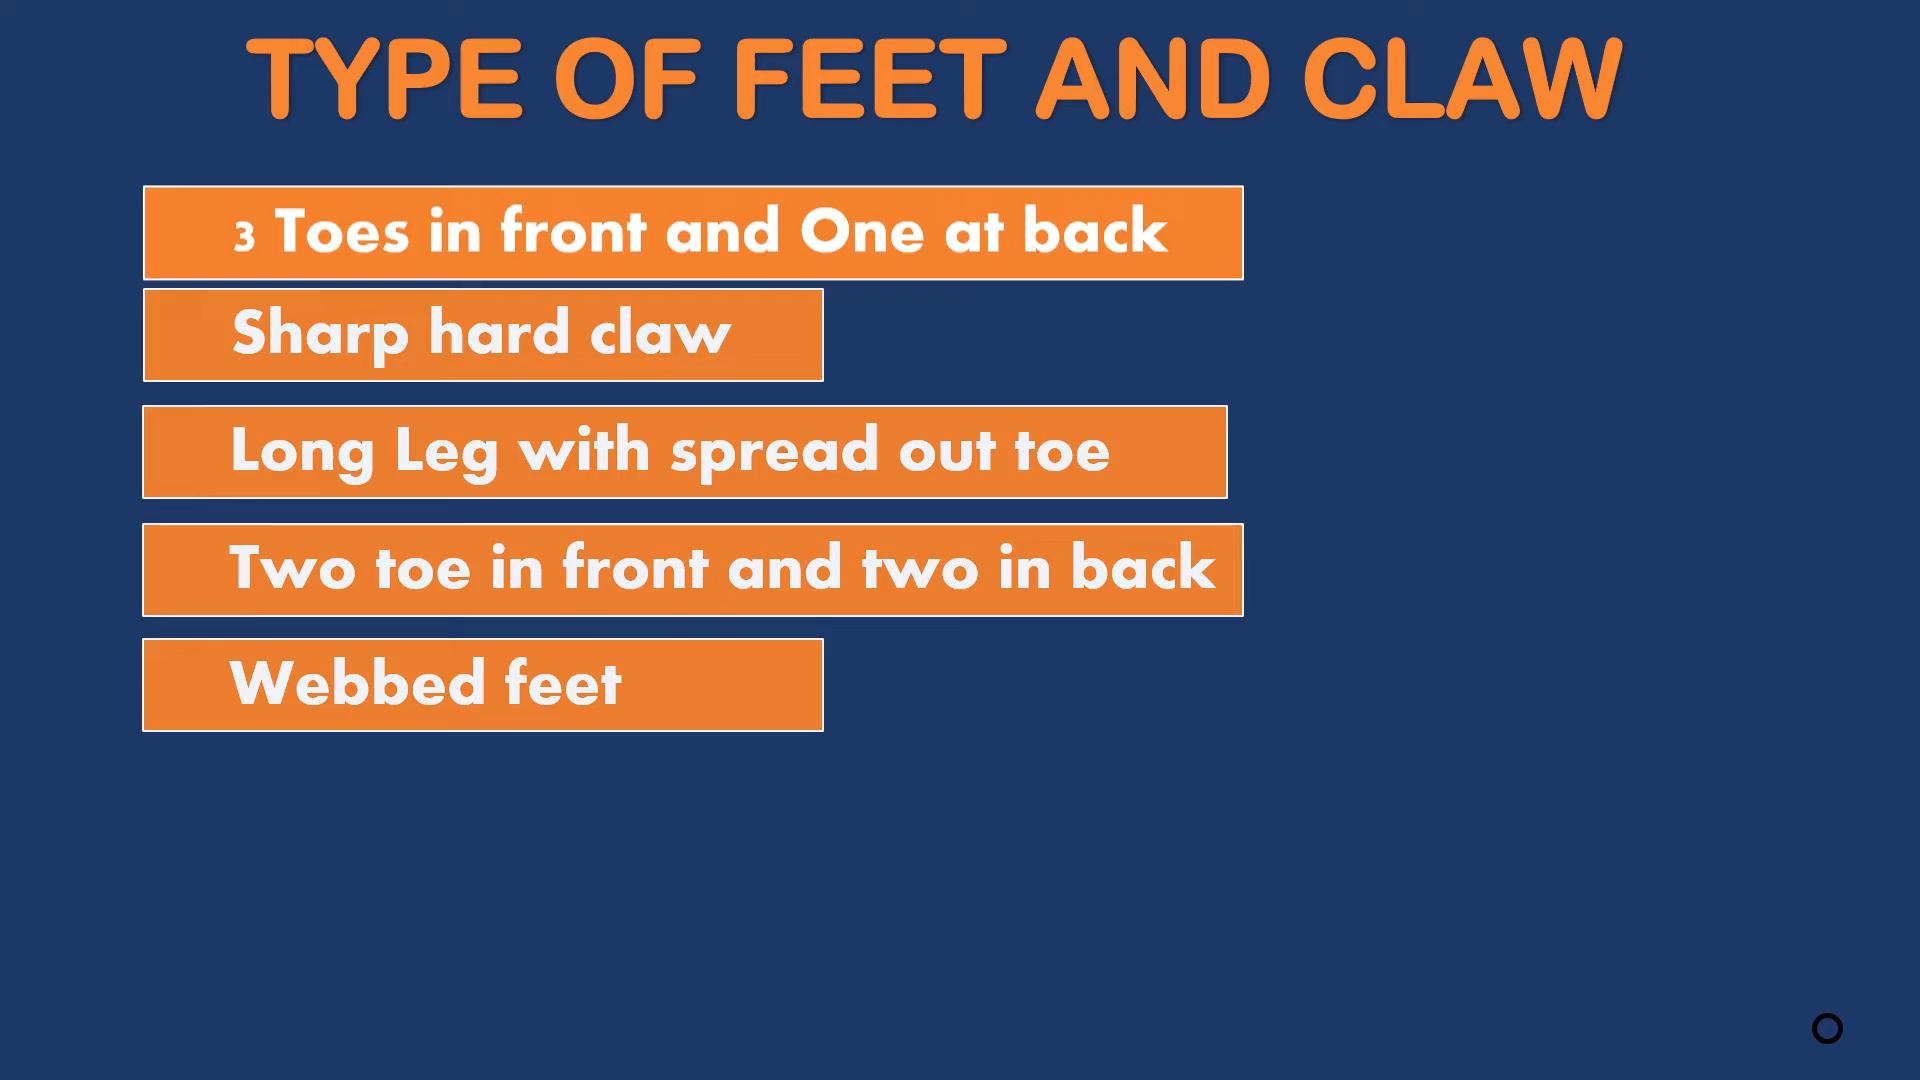 TYPE OF FEET AND CLAW
3 Toes in front and One at back
Sharp hard claw
Long Leg with spread out toe
Two toe in front and two in back
Webbed feet